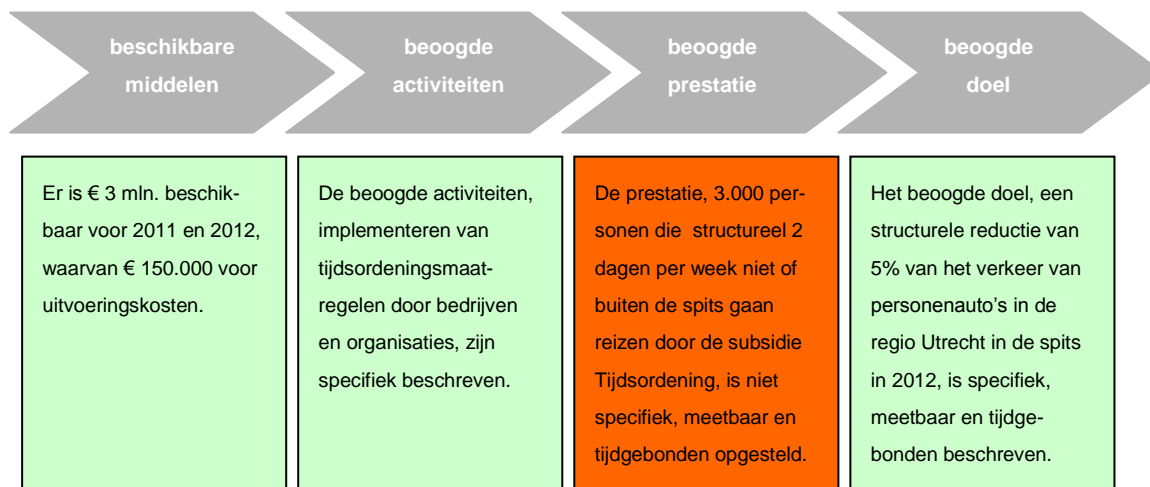 beschikbare
middelen
beoogde
activiteiten
beoogde
prestatie
beoogde
doel
Er is € 3 mln. beschik-
baar voor 2011 en 2012,
waarvan € 150.000 voor
uitvoeringskosten.
De beoogde activiteiten,
implementeren van
tijdsordeningsmaat-
regelen door bedrijven
en organisaties, zijn
specifiek beschreven.
De prestatie, 3.000 per-
sonen die structureel 2
dagen per week niet of
buiten de spits gaan
reizen door de subsidie
Tijdsordening, is niet
specifiek, meetbaar en
tijdgebonden opgesteld.
Het beoogde doel, een
structurele reductie van
5% van het verkeer van
personenauto's in de
regio Utrecht in de spits
in 2012, is specifiek,
meetbaar en tijdge-
bonden beschreven.